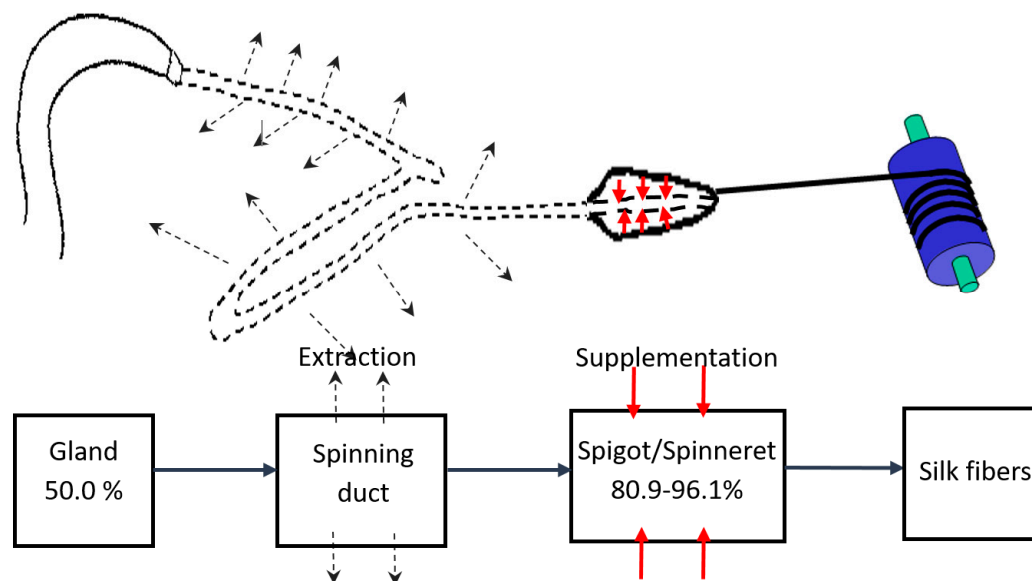 Extraction
Supplementation
Gland
50.0 %
Spinning
duct
Spigot/Spinneret
80.9-96.1%
Silk fibers